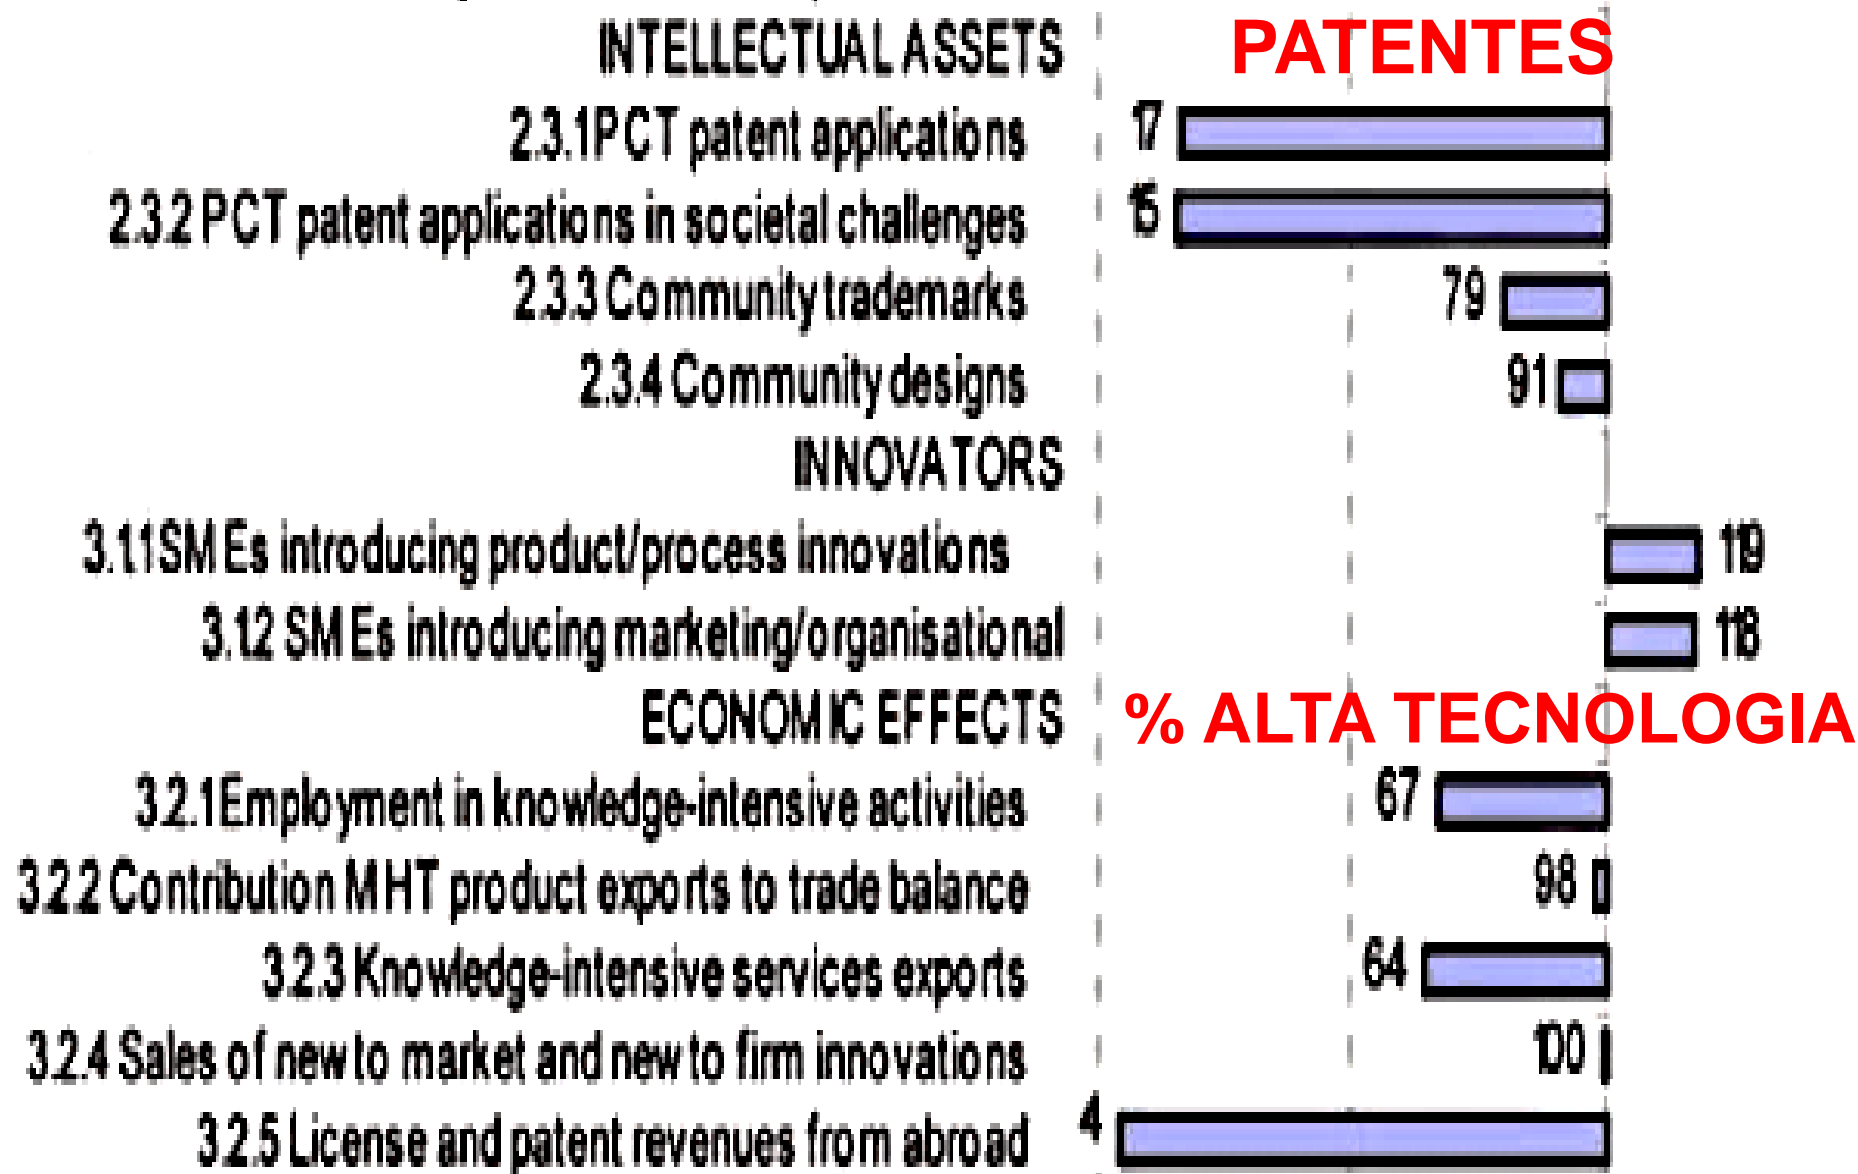 INTELLECTUAL ASSETS PATENTES
2.3.1 PCT patent applications 17
2.3.2 PCT patent applications in societal challenges 15
2.3.3 Community trademarks 79
2.3.4 Community designs 91
INNOVATORS
3.1.1 SMEs introducing product/process innovations 119
3.1.2 SMEs introducing marketing/organisational 118
ECONOMIC EFFECTS % ALTA TECNOLOGIA
3.2.1 Employment in knowledge-intensive activities 67
3.2.2 Contribution MHT product exports to trade balance 98
3.2.3 Knowledge-intensive services exports 64
3.2.4 Sales of new to market and new to firm innovations 100
3.2.5 License and patent revenues from abroad 4